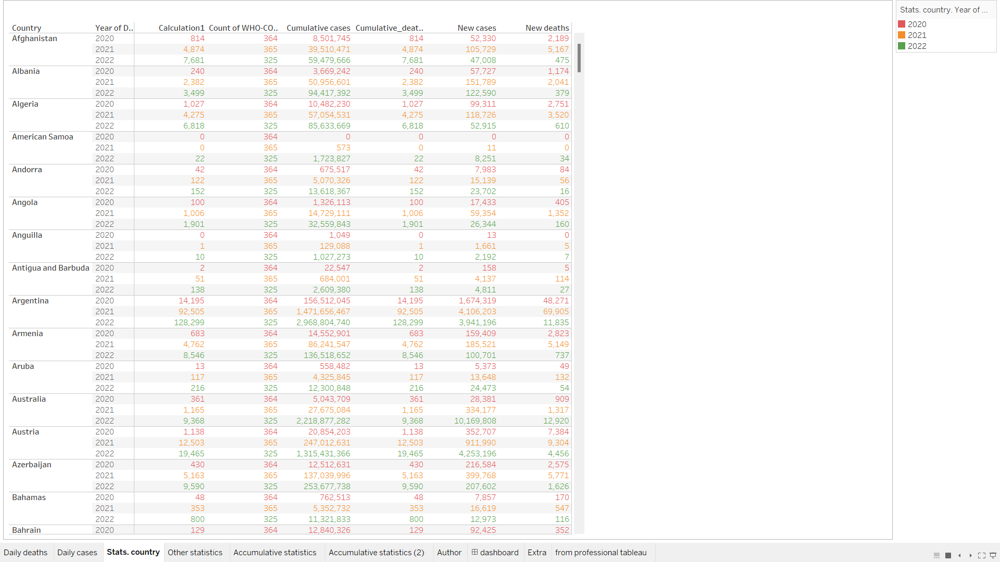 Stats. country. Year of ...
2020
2021
2022
Country Year of D.. Calculation1 Count of WHO-CO.. Cumulative cases Cumulative_deat.. New cases New deaths
Afghanistan 2020 814 364 8,501,745 814 52,330 2,189
2021 4,874 365 39,510,471 4,874 105,729 5,167
2022 7,681 325 59,479,666 7,681 47,008 475
Albania 2020 240 364 3,669,242 240 57,727 1,174
2021 2,382 365 50,956,601 2,382 151,789 2,041
2022 3,499 325 94,417,392 3,499 122,590 379
Algeria 2020 1,027 364 10,482,230 1,027 99,311 2,751
2021 4,275 365 57,054,531 4,275 118,726 3,520
2022 6,818 325 85,633,669 6,818 52,915 610
American Samoa 2020 0 364 0 0 0 0
2021 0 365 573 0 11 0
2022 22 325 1,723,827 22 8,251 34
Andorra 2020 42 364 675,517 42 7,983 84
2021 122 365 5,070,326 122 15,139 56
2022 152 325 13,618,367 152 23,702 16
Angola 2020 100 364 1,326,113 100 17,433 405
2021 1,006 365 14,729,111 1,006 59,354 1,352
2022 1,901 325 32,559,843 1,901 26,344 160
Anguilla 2020 0 364 1,049 0 13 0
2021 1 365 129,088 1 1,661 5
2022 10 325 1,027,273 10 2,192 7
Antigua and Barbuda 2020 2 364 22,547 2 158 5
2021 51 365 684,001 51 4,137 114
2022 138 325 2,609,380 138 4,811 27
Argentina 2020 14,195 364 156,512,045 14,195 1,674,319 48,271
2021 92,505 365 1,471,656,467 92,505 4,106,203 69,905
2022 128,299 325 2,968,804,740 128,299 3,941,196 11,835
Armenia 2020 683 364 14,552,901 683 159,409 2,823
2021 4,762 365 86,241,547 4,762 185,521 5,149
2022 8,546 325 136,518,652 8,546 100,701 737
Aruba 2020 13 364 558,482 13 5,373 49
2021 117 365 4,325,845 117 13,648 132
2022 216 325 12,300,848 216 24,473 54
Australia 2020 361 364 5,043,709 361 28,381 909
2021 1,165 365 27,675,084 1,165 334,177 1,317
2022 9,368 325 2,218,877,282 9,368 10,169,808 12,920
Austria 2020 1,138 364 20,854,203 1,138 352,707 7,384
2021 12,503 365 247,012,631 12,503 911,990 9,304
2022 19,465 325 1,315,431,366 19,465 4,253,196 4,456
Azerbaijan 2020 430 364 12,512,631 430 216,584 2,575
2021 5,163 365 137,039,996 5,163 399,768 5,771
2022 9,590 325 253,677,738 9,590 207,602 1,626
Bahamas 2020 48 364 762,513 48 7,857 170
2021 353 365 5,352,732 353 16,619 547
2022 800 325 11,321,833 800 12,973 116
Bahrain 2020 129 364 12,840,326 129 92,425 352
Daily deaths Daily cases Stats. country Other statistics Accumulative statistics Accumulative statistics (2) Author dashboard Extra from professional tableau